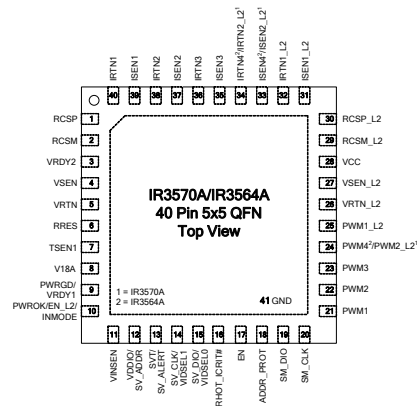 IRTN1
ISEN1
IRTN2
ISEN2
IRTN3
ISEN3
IRTN4²/IRTN2_L2¹
ISEN4²/ISEN2_L2¹
IRTN1_L2
ISEN1_L2
40 39 38 37 36 35 34 33 32 31
RCSP 1
RCSM 2
VRDY2 3
VSEN 4
VRTN 5
RRES 6
TSEN1 7
V18A 8
PWRGD/
VRDY1 9
PWROK/EN_L2/
INMODE 10
IR3570A/IR3564A
40 Pin 5x5 QFN
Top View
1 = IR3570A
2 = IR3564A
41 GND
30 RCSP_L2
29 RCSM_L2
28 VCC
27 VSEN_L2
26 VRTN_L2
25 PWM1_L2
24 PWM4²/PWM2_L2¹
23 PWM3
22 PWM2
21 PWM1
11 12 13 14 15 16 17 18 19 20
VINSEN
VDDIO/
SV_ADDR
SVT/
SV_ALERT
SV_CLK/
VIDSEL1
SV_DIO/
VIDSEL0
RHOT_ICRIT#
EN
ADDR_PROT
SM_DIO
SM_CLK